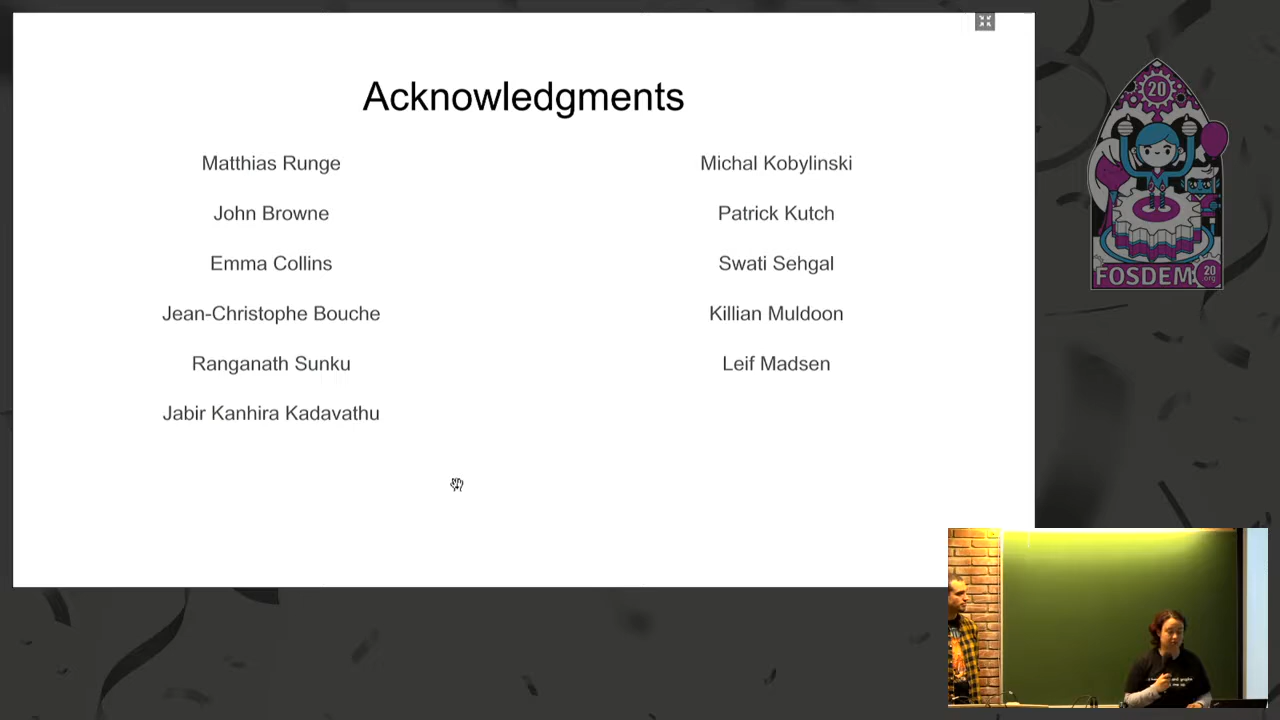 Acknowledgments
Matthias Runge
John Browne
Emma Collins
Jean-Christophe Bouche
Ranganath Sunku
Jabir Kanhira Kadavathu
Michal Kobylinski
Patrick Kutch
Swati Sehgal
Killian Muldoon
Leif Madsen
20
FOSDEM
20
org